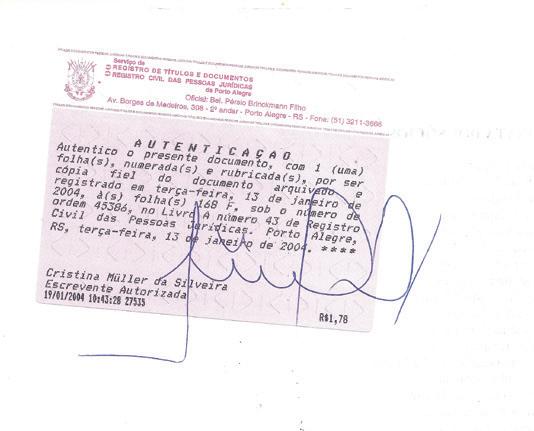 Serviço de
REGISTRO DE TÍTULOS E DOCUMENTOS
REGISTRO CIVIL DAS PESSOAS JURÍDICAS
de Porto Alegre
Oficial: Bel. Pérsio Brinckmann Filho
Av. Borges de Medeiros, 308 - 2º andar - Porto Alegre - RS - Fone: (51) 3211-3666
AUTENTICAÇÃO
Autentico o presente documento, com 1 (uma)
folha(s), numerada(s) e rubricada(s), por ser
cópia fiel do documento arquivado e
registrado em terça-feira, 13 de janeiro de
2004, à(s) folha(s) 168 F, sob o número de
ordem 45386, no Livro A número 43 de Registro
Civil das Pessoas Jurídicas. Porto Alegre,
RS, terça-feira, 13 de janeiro de 2004. ****
Cristina Müller da Silveira
Escrevente Autorizada
19/01/2004 10:43:28 27535
R$1,78